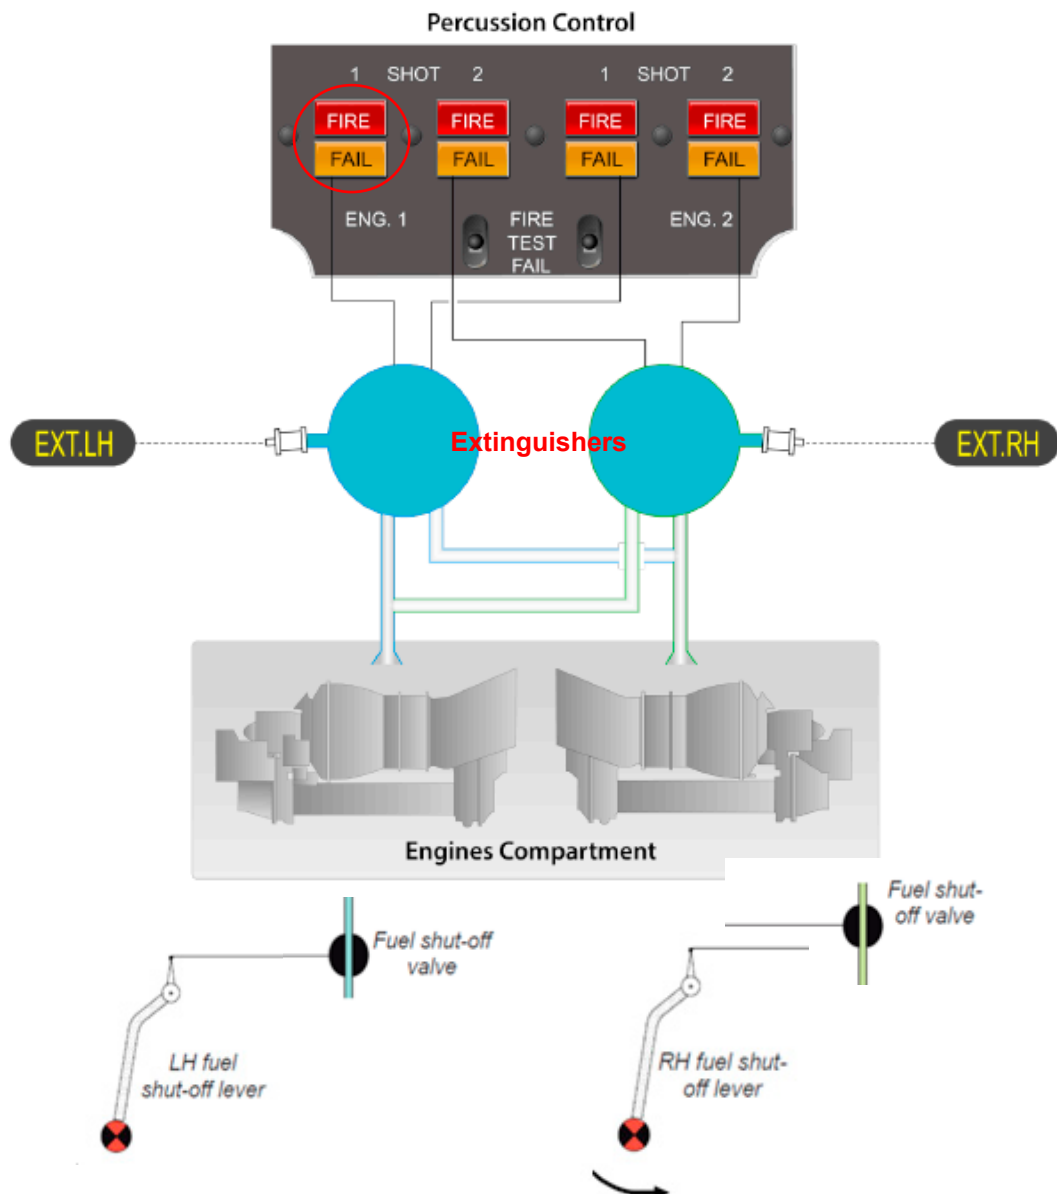 Percussion Control
1 SHOT 2 1 SHOT 2
FIRE FIRE FIRE FIRE
FAIL FAIL FAIL FAIL
ENG. 1 FIRE ENG. 2
TEST
FAIL
EXT.LH Extinguishers EXT.RH
Engines Compartment
Fuel shut-off
valve
LH fuel
shut-off lever
Fuel shut-
off valve
RH fuel shut-
off lever